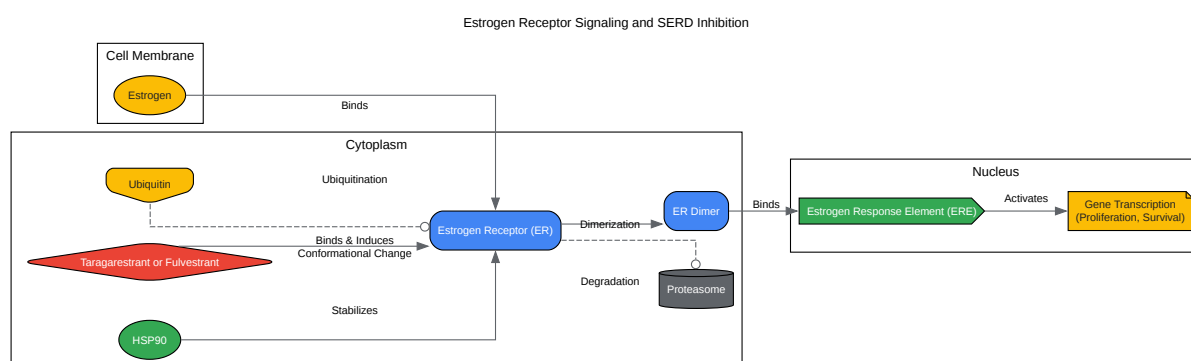 Estrogen Receptor Signaling and SERD Inhibition
Cell Membrane
Estrogen
Binds
Cytoplasm
Ubiquitin
Ubiquitination
Estrogen Receptor (ER)
Dimerization
ER Dimer
Binds
Nucleus
Estrogen Response Element (ERE)
Activates
Gene Transcription
(Proliferation, Survival)
Taragarestrant or Fulvestrant
Binds & Induces
Conformational Change
Degradation
Proteasome
HSP90
Stabilizes